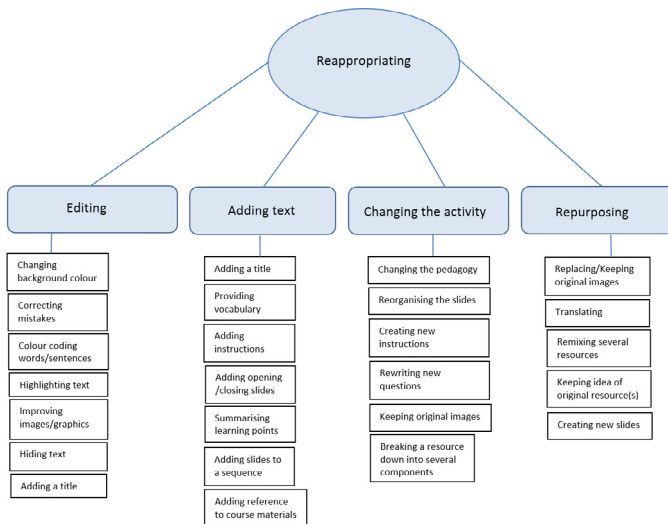 Reappropriating
Editing
Adding text
Changing the activity
Repurposing
Changing
background colour
Correcting
mistakes
Colour coding
words/sentences
Highlighting text
Improving
images/graphics
Hiding text
Adding a title
Adding a title
Providing
vocabulary
Adding
instructions
Adding opening
/closing slides
Summarising
learning points
Adding slides to
a sequence
Adding reference
to course materials
Changing the pedagogy
Reorganising the slides
Creating new
instructions
Rewriting new
questions
Keeping original images
Breaking a resource
down into several
components
Replacing/Keeping
original images
Translating
Remixing several
resources
Keeping idea of
original resource(s)
Creating new slides